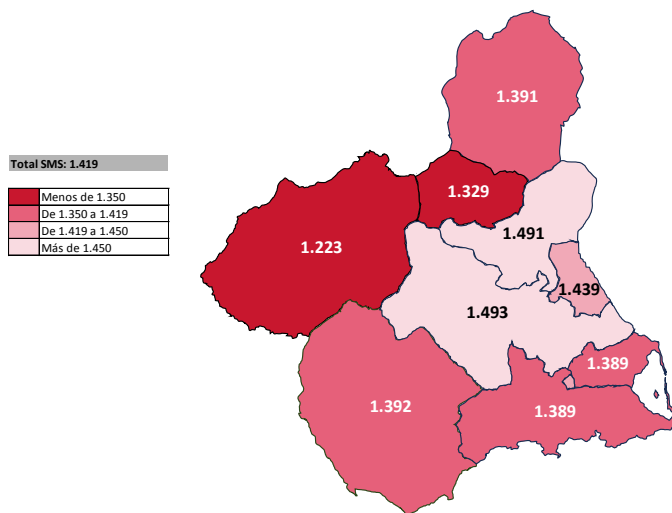 1.391
Total SMS: 1.419
Menos de 1.350
De 1.350 a 1.419
De 1.419 a 1.450
Más de 1.450
1.329
1.491
1.223
1.439
1.493
1.389
1.392
1.389